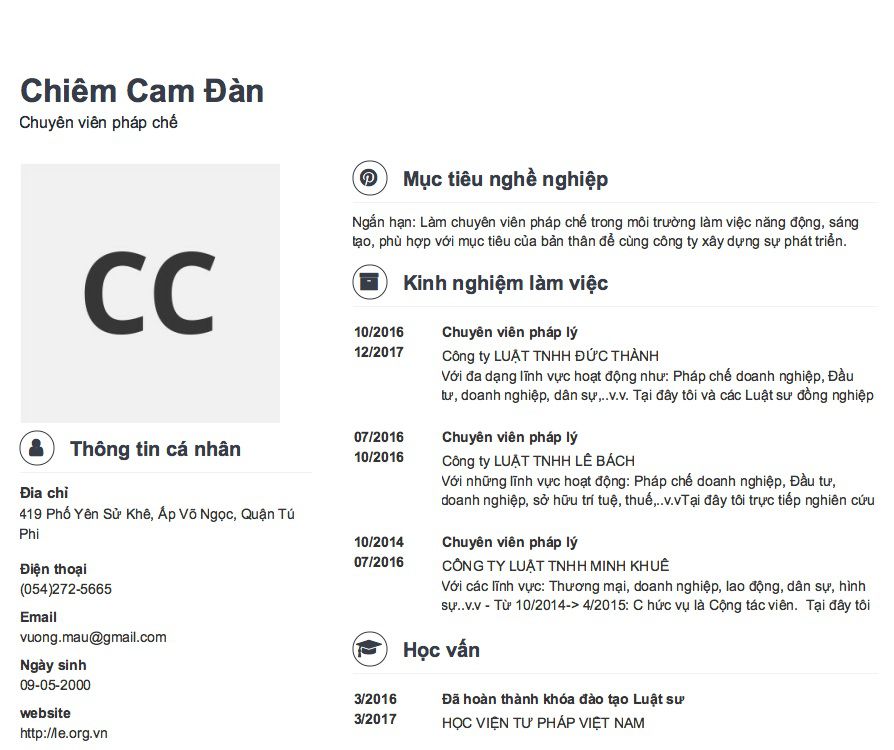 Chiêm Cam Đàn
Chuyên viên pháp chế
CC
Thông tin cá nhân
Đia chỉ
419 Phố Yên Sử Khê, Ấp Võ Ngọc, Quận Tú
Phi
Điện thoại
(054)272-5665
Email
vuong.mau@gmail.com
Ngày sinh
09-05-2000
website
http://le.org.vn
Mục tiêu nghề nghiệp
Ngắn hạn: Làm chuyên viên pháp chế trong môi trường làm việc năng động, sáng
tạo, phù hợp với mục tiêu của bản thân để cùng công ty xây dựng sự phát triển.
Kinh nghiệm làm việc
10/2016 Chuyên viên pháp lý
12/2017 Công ty LUẬT TNHH ĐỨC THÀNH
Với đa dạng lĩnh vực hoạt động như: Pháp chế doanh nghiệp, Đầu
tư, doanh nghiệp, dân sự,..v.v. Tại đây tôi và các Luật sư đồng nghiệp
07/2016 Chuyên viên pháp lý
10/2016 Công ty LUẬT TNHH LÊ BÁCH
Với những lĩnh vực hoạt động: Pháp chế doanh nghiệp, Đầu tư,
doanh nghiệp, sở hữu trí tuệ, thuế,..v.vTại đây tôi trực tiếp nghiên cứu
10/2014 Chuyên viên pháp lý
07/2016 CÔNG TY LUẬT TNHH MINH KHUÊ
Với các lĩnh vực: Thương mại, doanh nghiệp, lao động, dân sự, hình
sự..v.v - Từ 10/2014-> 4/2015: C hức vụ là Cộng tác viên. Tại đây tôi
Học vấn
3/2016 Đã hoàn thành khóa đào tạo Luật sư
3/2017 HỌC VIỆN TƯ PHÁP VIỆT NAM